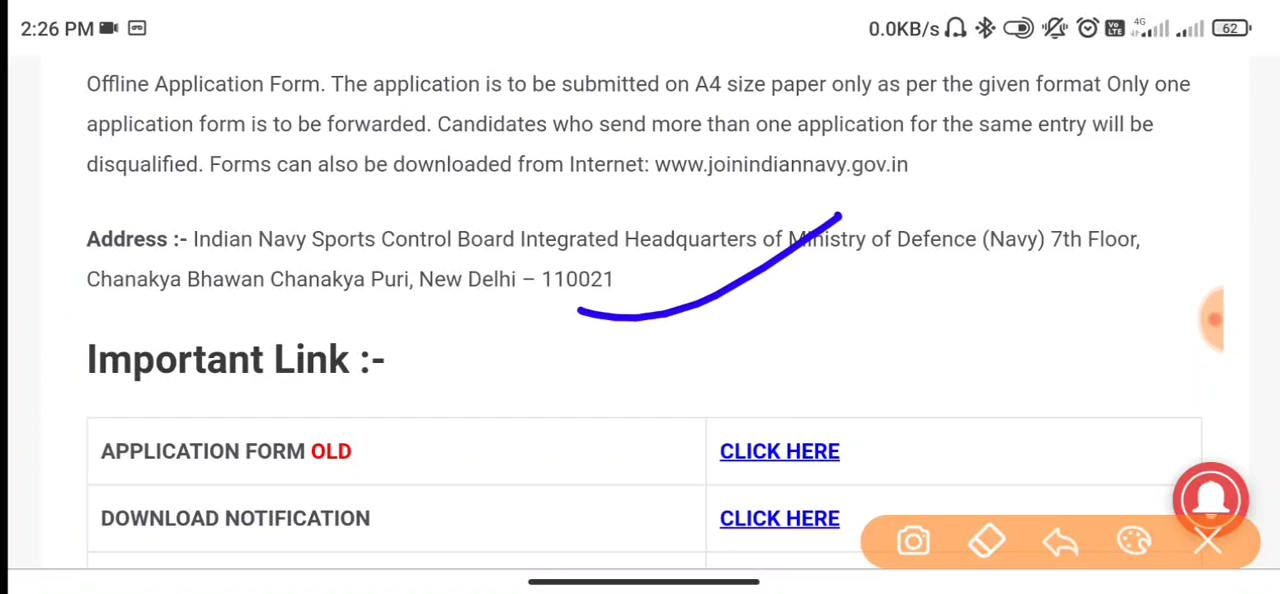 2:26 PM
0.0KB/s
4G
Vo LTE
62
Offline Application Form. The application is to be submitted on A4 size paper only as per the given format Only one
application form is to be forwarded. Candidates who send more than one application for the same entry will be
disqualified. Forms can also be downloaded from Internet: www.joinindiannavy.gov.in
Address :- Indian Navy Sports Control Board Integrated Headquarters of Ministry of Defence (Navy) 7th Floor,
Chanakya Bhawan Chanakya Puri, New Delhi – 110021
Important Link :-
APPLICATION FORM OLD CLICK HERE
DOWNLOAD NOTIFICATION CLICK HERE